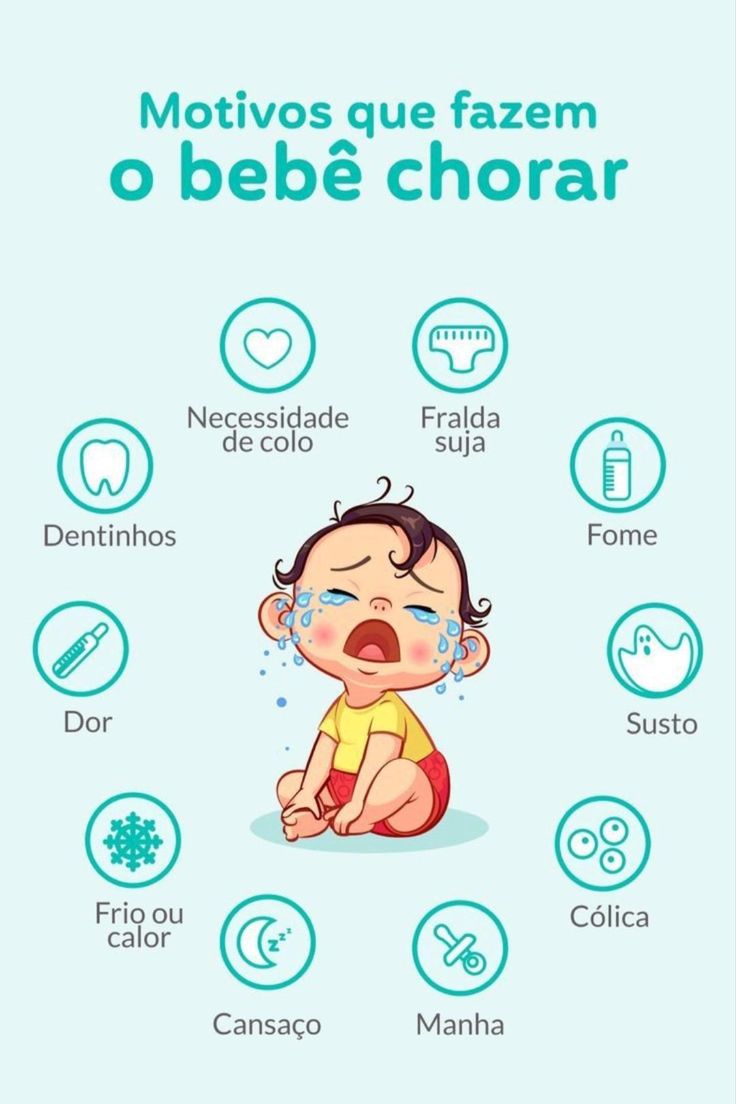 Motivos que fazem
o bebê chorar
Necessidade
de colo
Fralda
suja
Dentinhos
Fome
Dor
Susto
Frio ou
calor
Cólica
z z z
Cansaço
Manha